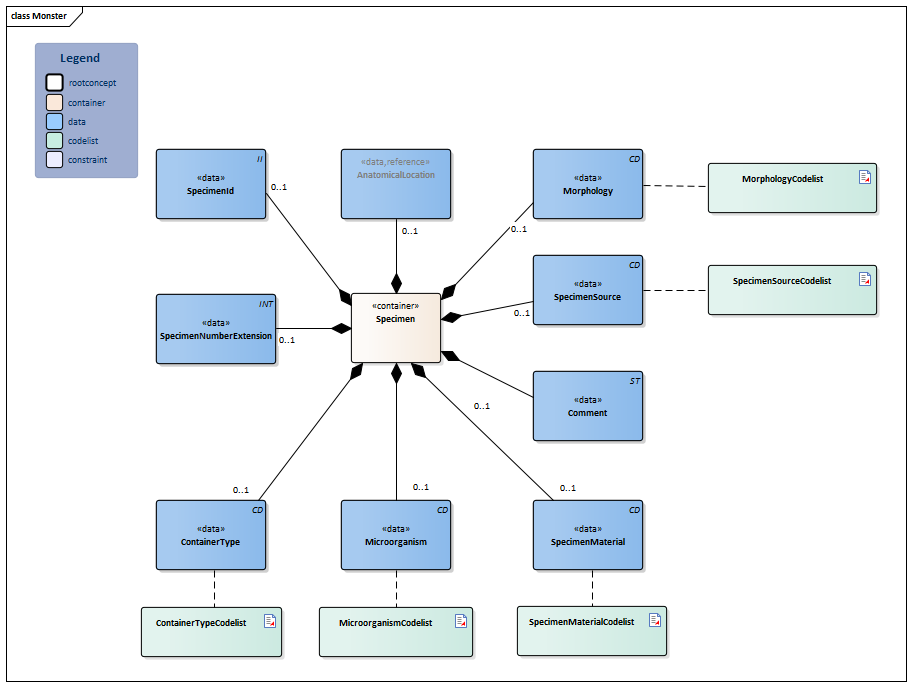 class Monster
Legend
rootconcept
container
data
codelist
constraint
II
«data»
SpecimenId
0..1
«data,reference»
AnatomicalLocation
0..1
CD
«data»
Morphology
0..1
MorphologyCodelist
CD
«data»
SpecimenSource
0..1
SpecimenSourceCodelist
INT
«data»
SpecimenNumberExtension
0..1
«container»
Specimen
ST
«data»
Comment
0..1
0..1
0..1
0..1
CD
«data»
ContainerType
CD
«data»
Microorganism
CD
«data»
SpecimenMaterial
ContainerTypeCodelist
MicroorganismCodelist
SpecimenMaterialCodelist